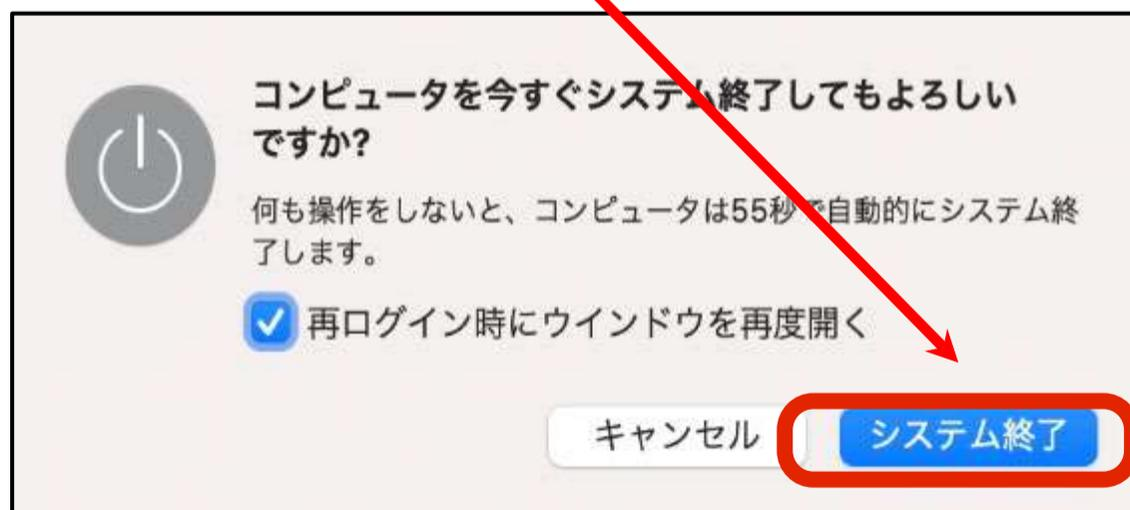 コンピュータを今すぐシステム終了してもよろしい
ですか?
何も操作をしないと、コンピュータは55秒で自動的にシステム終
了します。
再ログイン時にウインドウを再度開く
キャンセル
システム終了